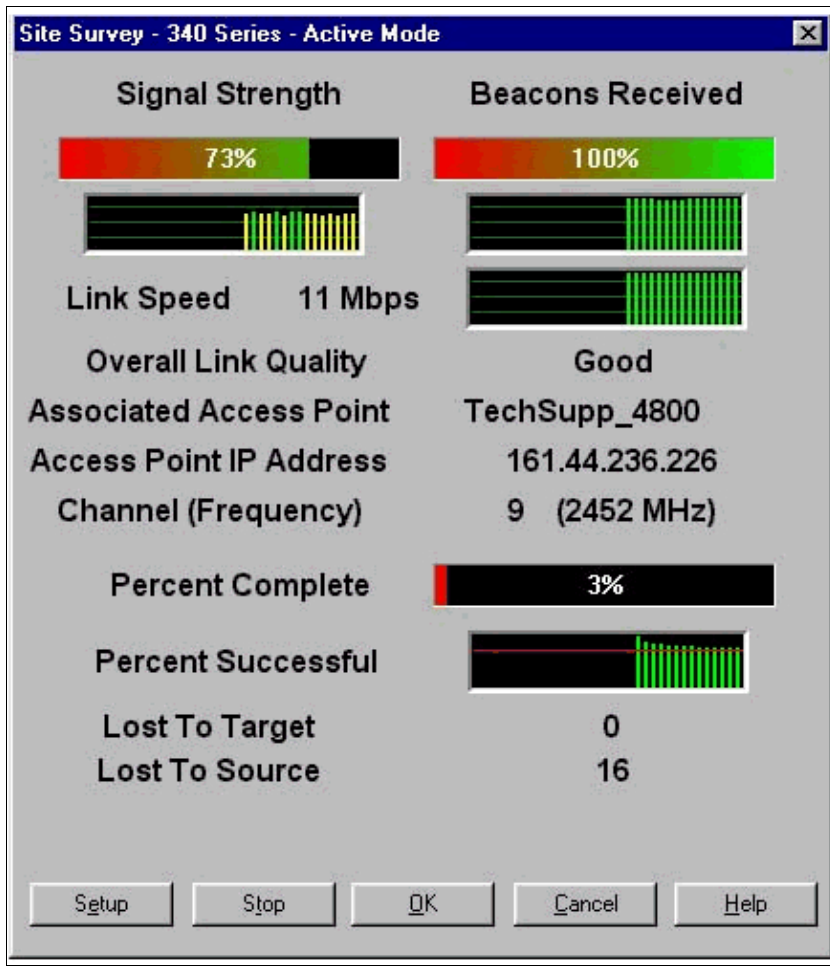 Site Survey - 340 Series - Active Mode
Signal Strength Beacons Received
73% 100%
Link Speed 11 Mbps
Overall Link Quality Good
Associated Access Point TechSupp_4800
Access Point IP Address 161.44.236.226
Channel (Frequency) 9 (2452 MHz)
Percent Complete 3%
Percent Successful
Lost To Target 0
Lost To Source 16
Setup Stop OK Cancel Help